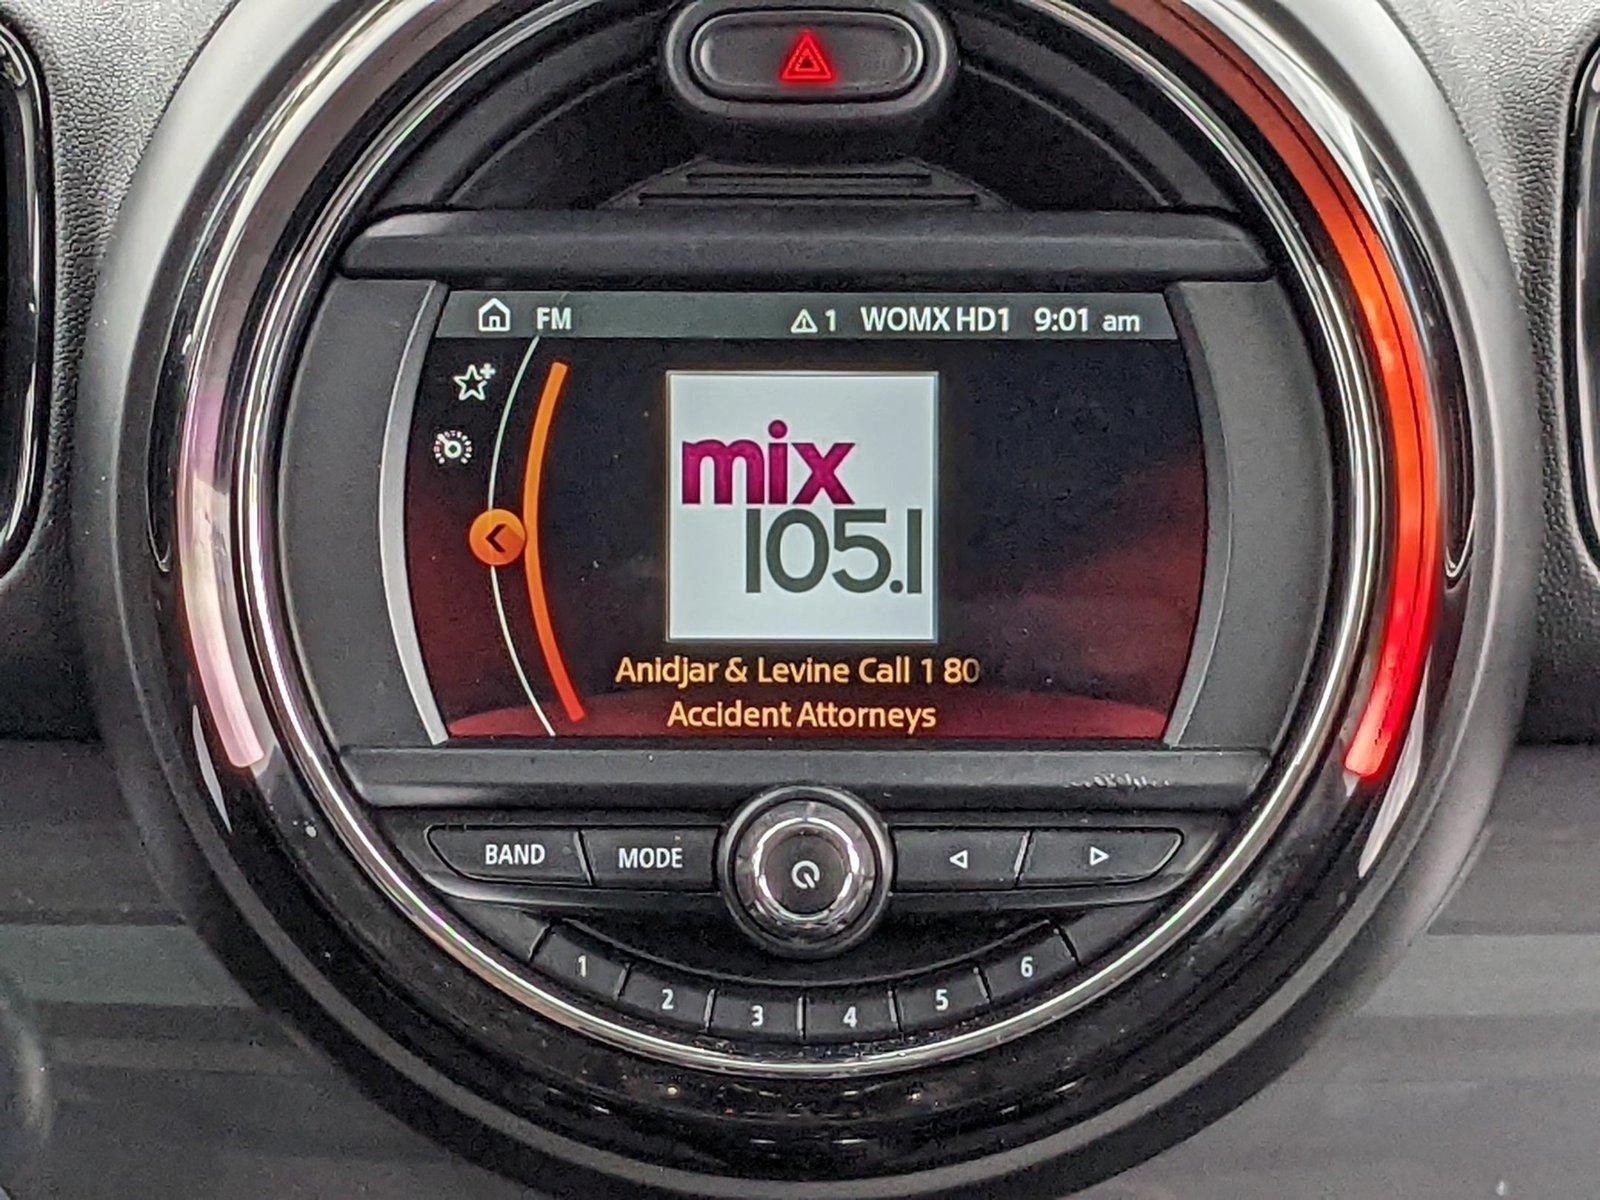 FM 1 WOMX HD1 9:01 am
mix
105.1
Anidjar & Levine Call 1 80
Accident Attorneys
BAND MODE
1 2 3 4 5 6